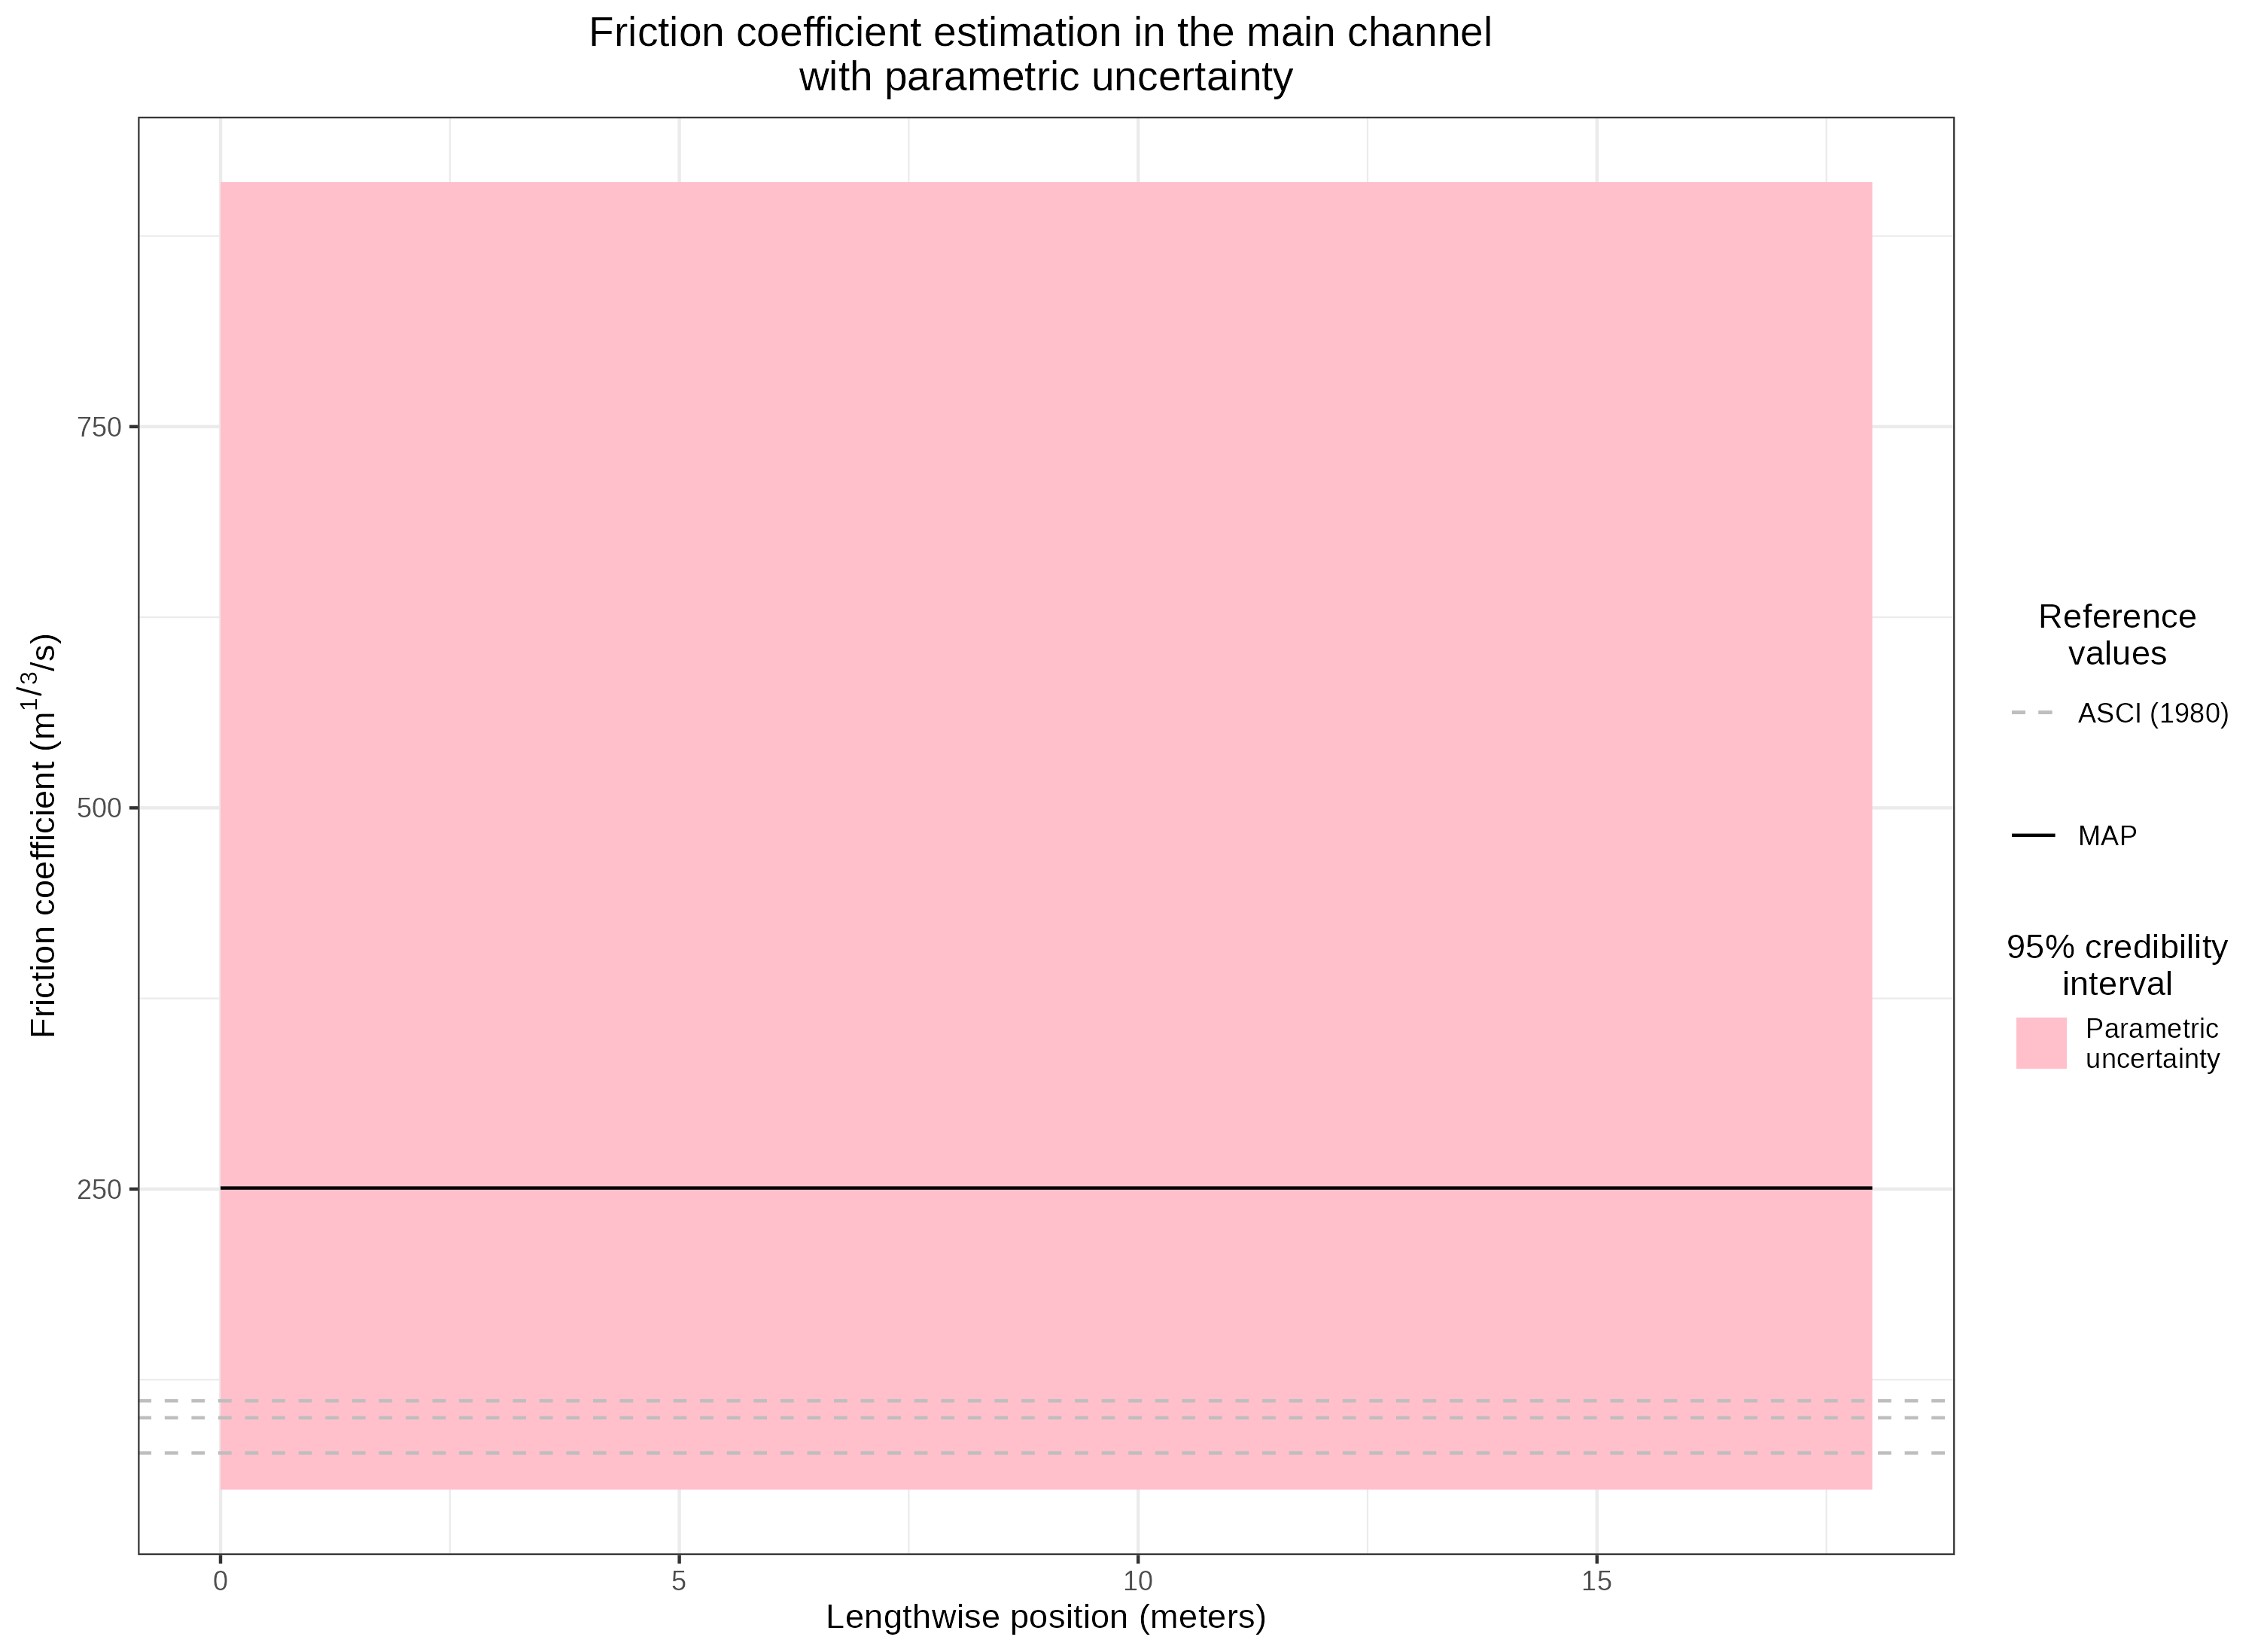 Friction coefficient estimation in the main channel
with parametric uncertainty
Friction coefficient (m^1/3/s)
750
500
250
0 5 10 15
Lengthwise position (meters)
Reference
values
ASCI (1980)
MAP
95% credibility
interval
Parametric
uncertainty